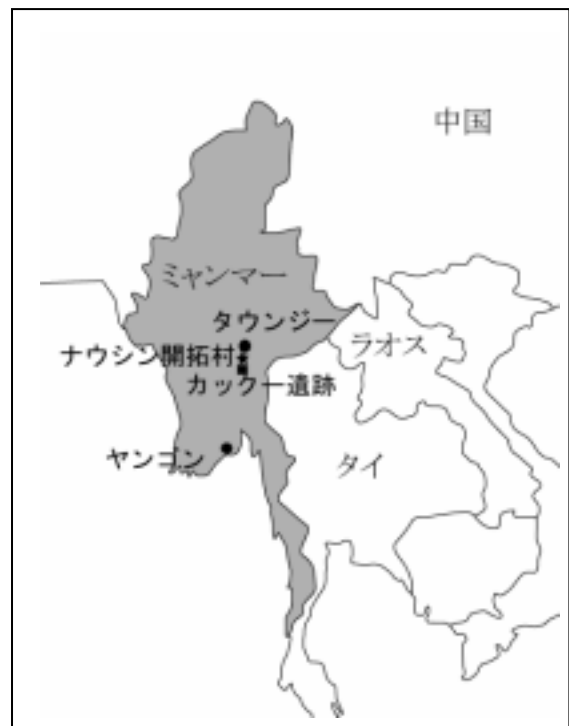 中国
ミャンマー
タウンジー
ラオス
ナウシン開拓村
カックー遺跡
ヤンゴン
タイ